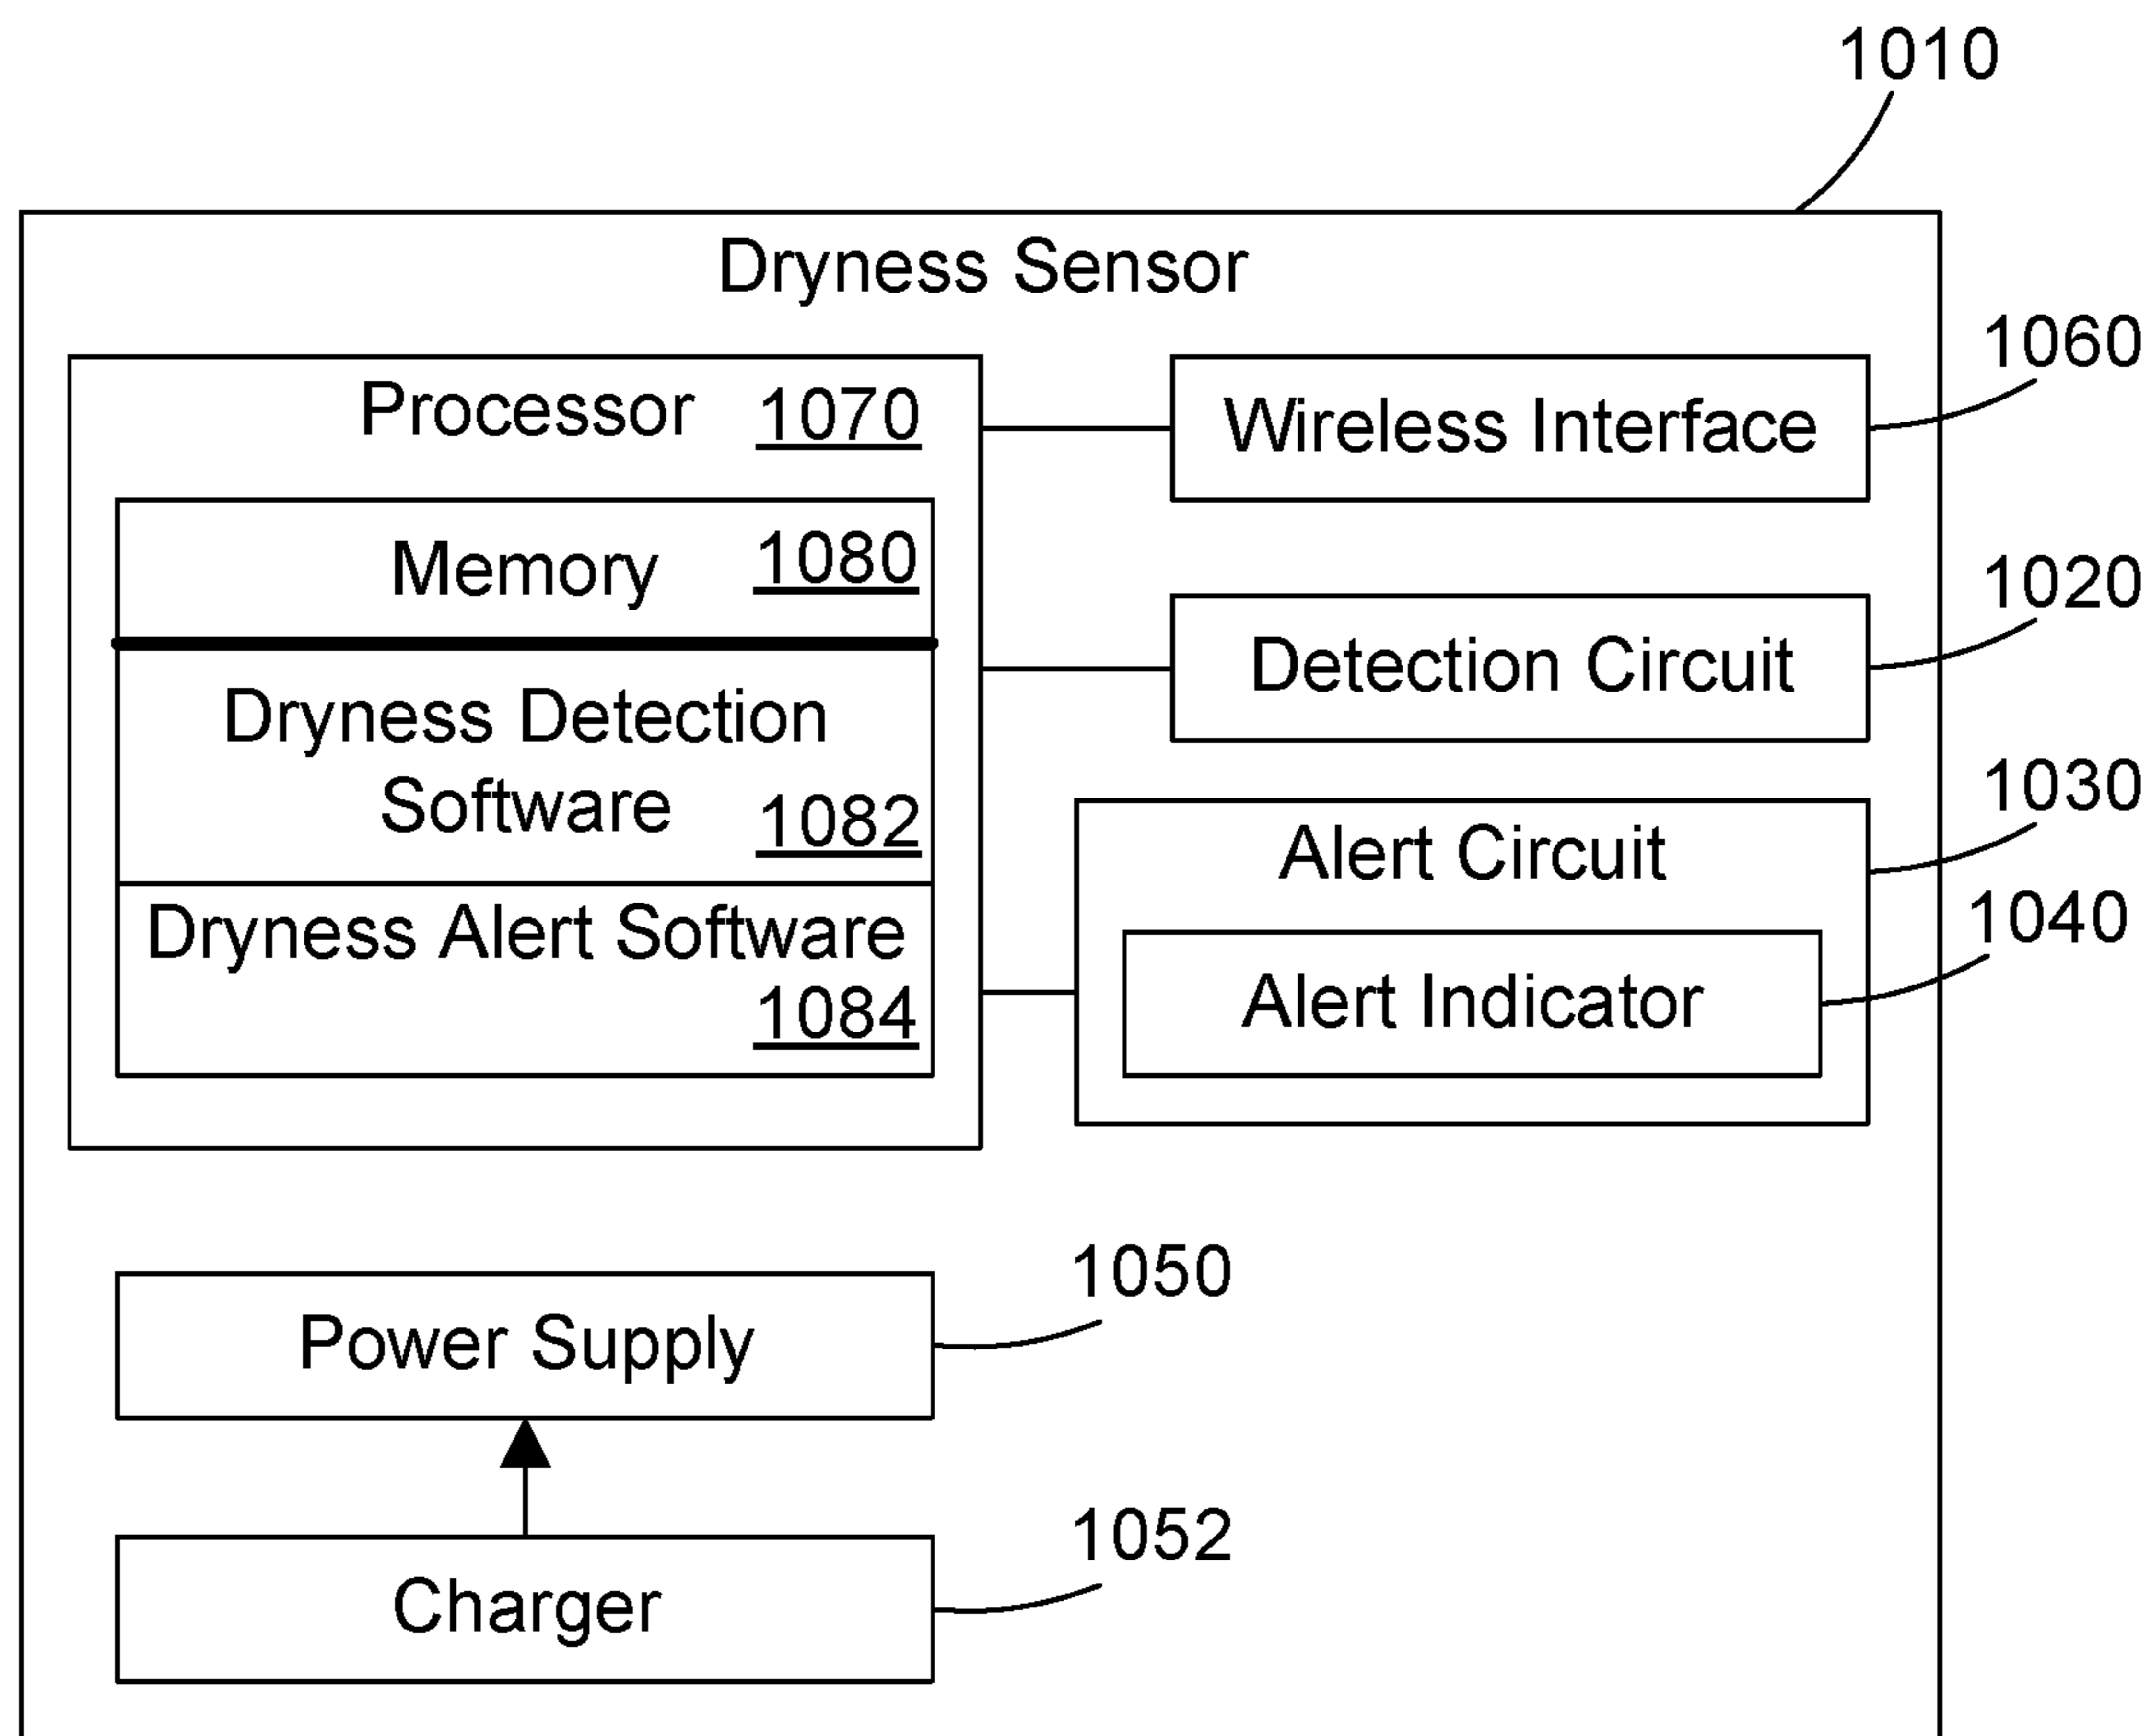 1010
Dryness Sensor
Processor 1070
Memory 1080
Dryness Detection
Software 1082
Dryness Alert Software
1084
Wireless Interface
1060
Detection Circuit
1020
Alert Circuit
1030
Alert Indicator
1040
Power Supply
1050
Charger
1052